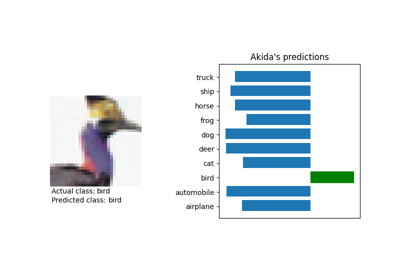 Akida's predictions
truck
ship
horse
frog
dog
deer
cat
bird
automobile
airplane
Actual class: bird
Predicted class: bird